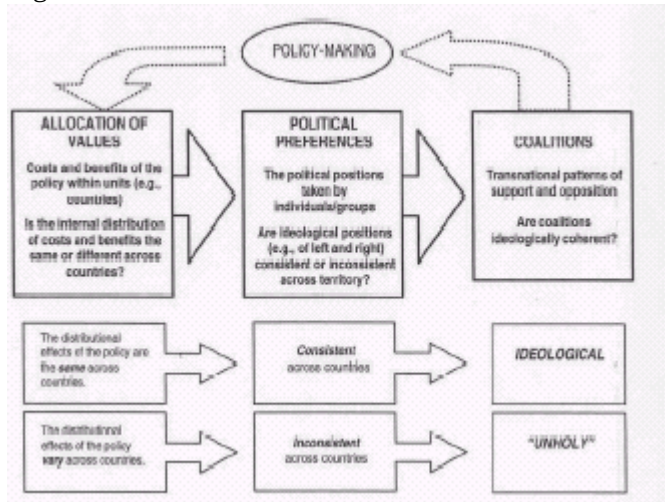 POLICY-MAKING
ALLOCATION OF
VALUES
Costs and benefits of the
policy within units (e.g.,
countries)
Is the internal distribution
of costs and benefits the
same or different across
countries?
POLITICAL
PREFERENCES
The political positions
taken by
individuals/groups
Are ideological positions
(e.g., of left and right)
consistent or inconsistent
across territory?
COALITIONS
Transnational patterns of
support and opposition
Are coalitions
ideologically coherent?
The distributional
effects of the policy are
the same across
countries.
Consistent
across countries
IDEOLOGICAL
The distributional
effects of the policy
vary across countries.
Inconsistent
across countries
"UNHOLY"